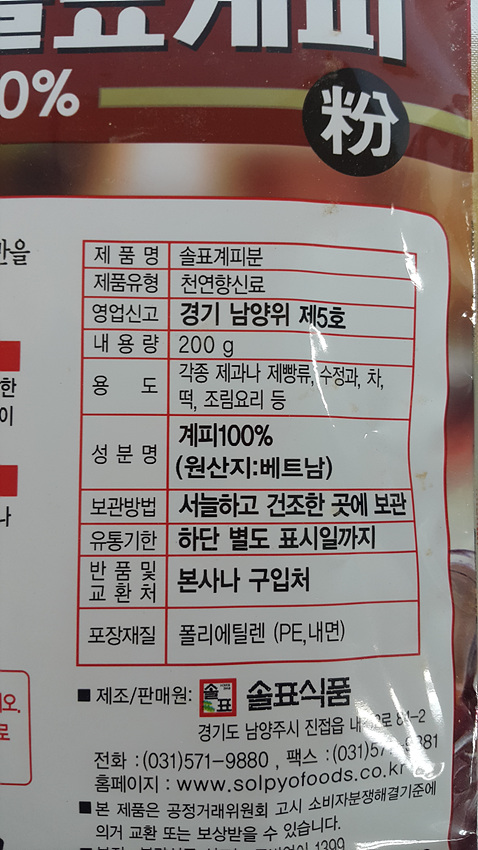 솔표계피
0%
粉
만을
제 품 명 솔표계피분
제품유형 천연향신료
영업신고 경기 남양위 제5호
내 용 량 200 g
용 도 각종 제과나 제빵류, 수정과, 차,
떡, 조림요리 등
한
이
성 분 명 계피100%
(원산지:베트남)
보관방법 서늘하고 건조한 곳에 보관
나
유통기한 하단 별도 표시일까지
반 품 및
교 환 처 본사나 구입처
포장재질 폴리에틸렌 (PE,내면)
■ 제조/판매원: 솔표 솔표식품
오.
로
경기도 남양주시 진접읍 81-2
전화 : (031)571-9880 , 팩스 : (031)
홈페이지 : www.solpyofoods.co.kr
■ 본 제품은 공정거래위원회 고시 소비자분쟁해결기준에
의거 교환 또는 보상받을 수 있습니다.
1399